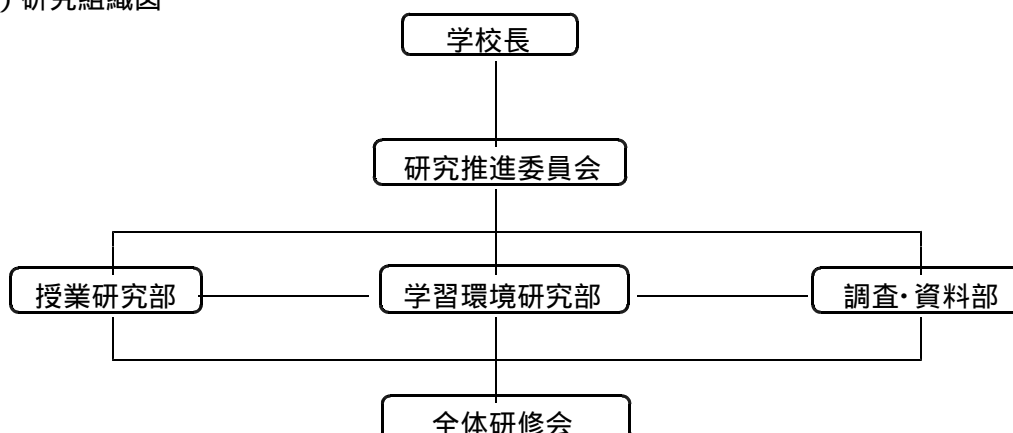 ) 研究組織図
学校長
研究推進委員会
授業研究部 学習環境研究部 調査・資料部
全体研修会